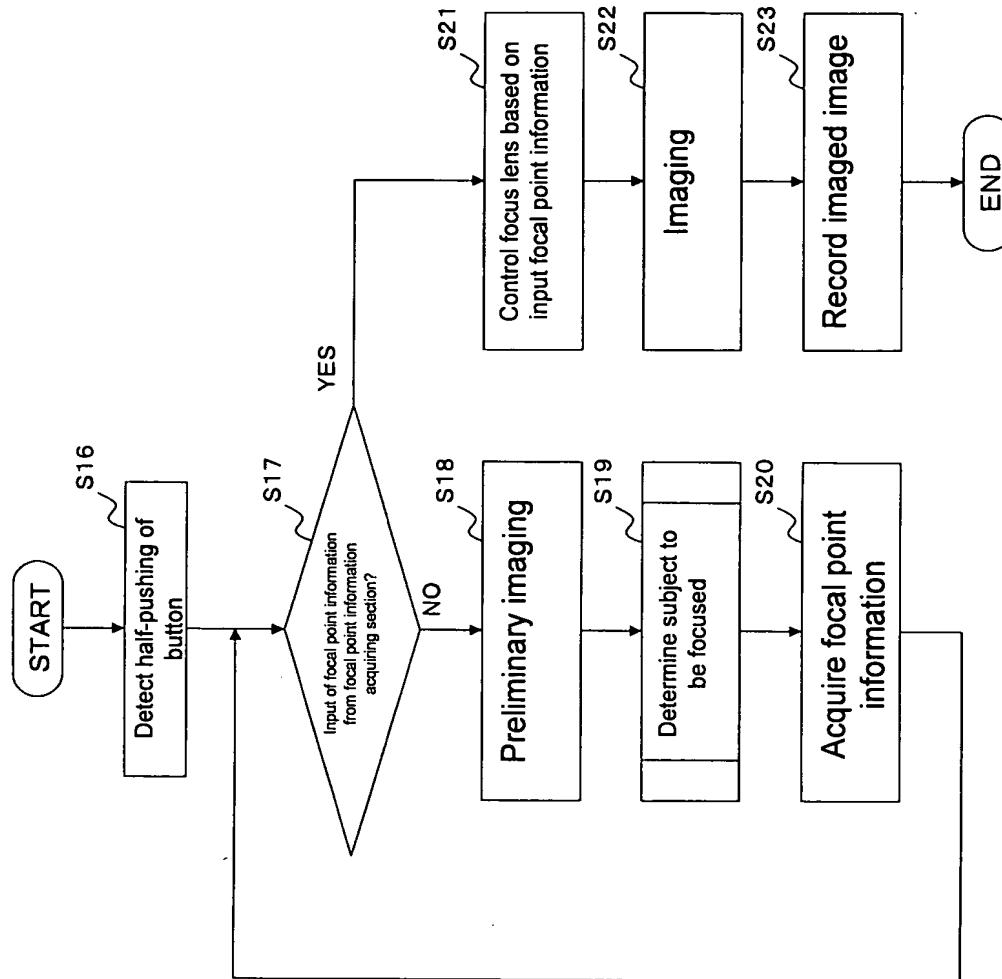 START
S16
Detect half-pushing of
button
S17
Input of focal point information
from focal point information
acquiring section?
YES
NO
S18
Preliminary imaging
S19
Determine subject to
be focused
S20
Acquire focal point
information
S21
Control focus lens based on
input focal point information
S22
Imaging
S23
Record imaged image
END